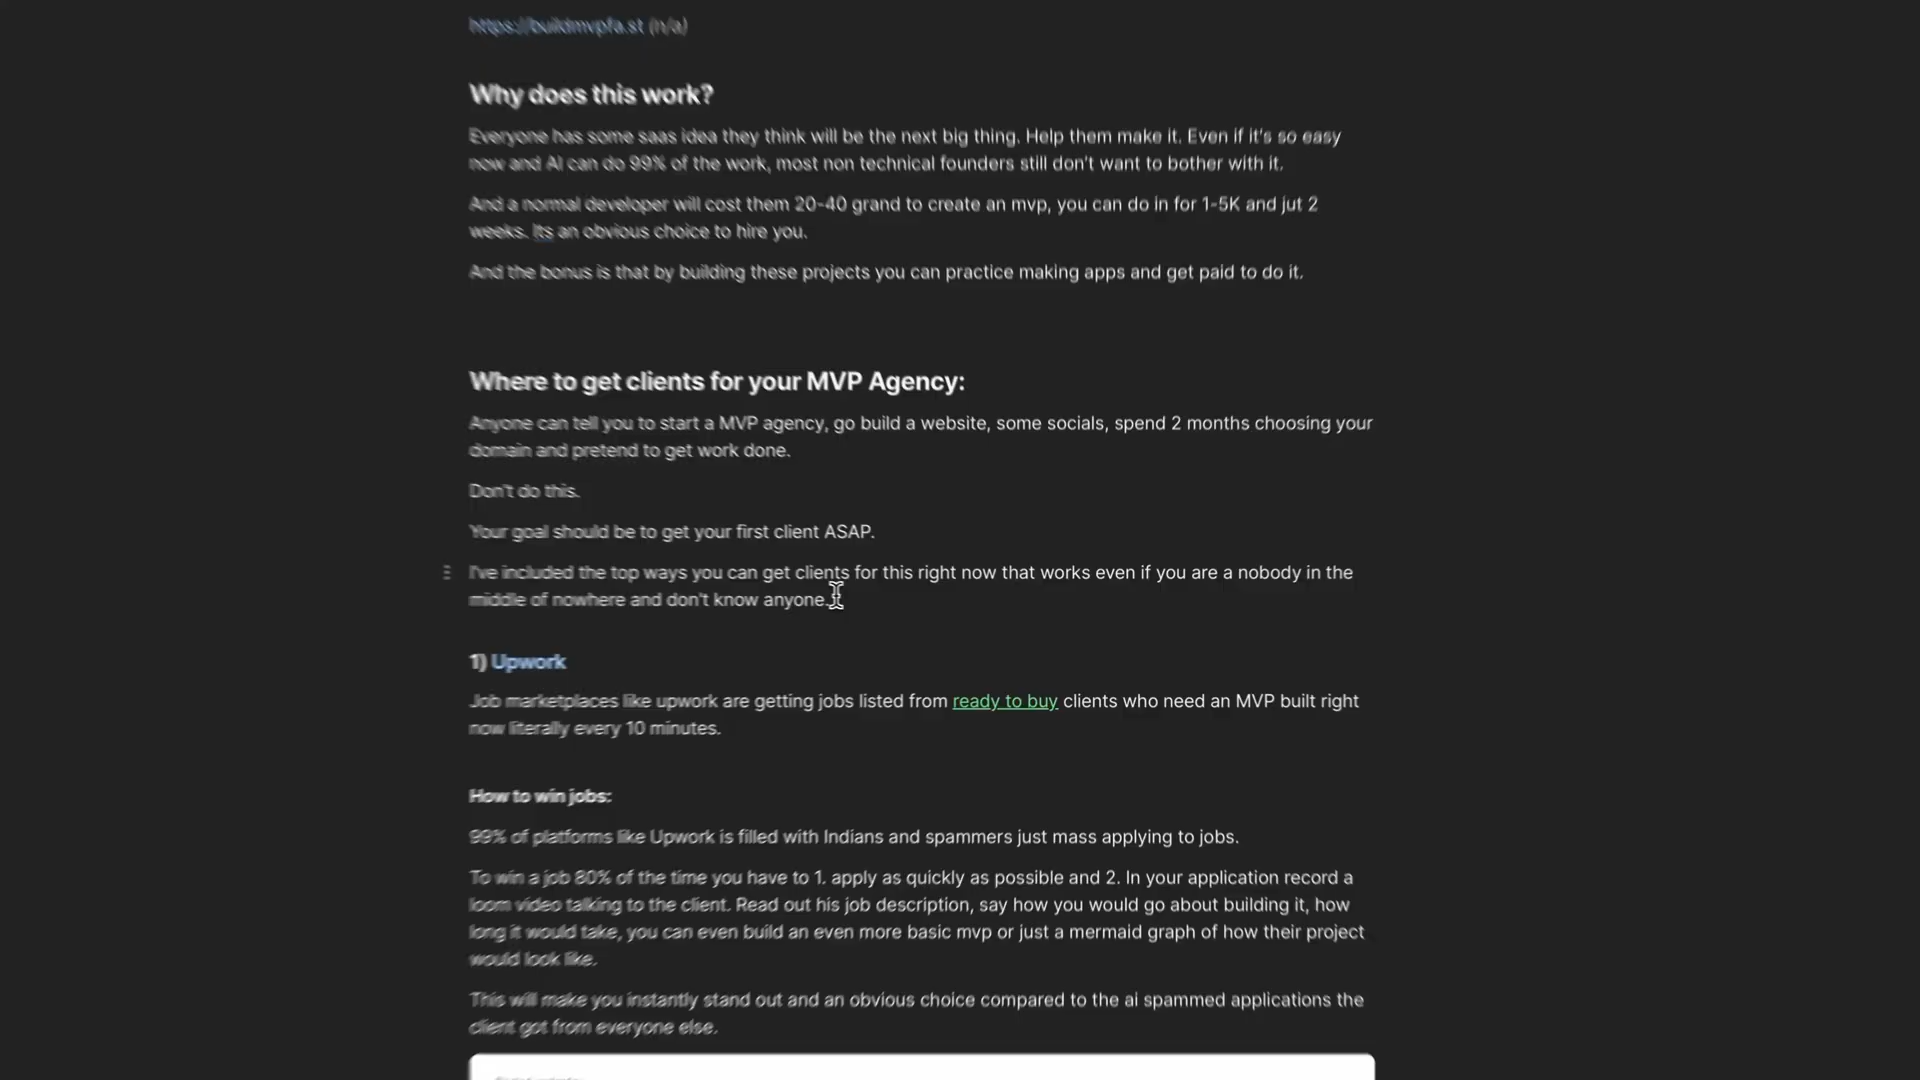 https://buildmvpfa.st (n/a)
Why does this work?
Everyone has some saas idea they think will be the next big thing. Help them make it. Even if it's so easy
now and AI can do 99% of the work, most non technical founders still don't want to bother with it.
And a normal developer will cost them 20-40 grand to create an mvp, you can do in for 1-5K and jut 2
weeks. Its an obvious choice to hire you.
And the bonus is that by building these projects you can practice making apps and get paid to do it.
Where to get clients for your MVP Agency:
Anyone can tell you to start a MVP agency, go build a website, some socials, spend 2 months choosing your
domain and pretend to get work done.
Don't do this.
Your goal should be to get your first client ASAP.
I've included the top ways you can get clients for this right now that works even if you are a nobody in the
middle of nowhere and don't know anyone.
1) Upwork
Job marketplaces like upwork are getting jobs listed from ready to buy clients who need an MVP built right
now literally every 10 minutes.
How to win jobs:
99% of platforms like Upwork is filled with Indians and spammers just mass applying to jobs.
To win a job 80% of the time you have to 1. apply as quickly as possible and 2. In your application record a
loom video talking to the client. Read out his job description, say how you would go about building it, how
long it would take, you can even build an even more basic mvp or just a mermaid graph of how their project
would look like.
This will make you instantly stand out and an obvious choice compared to the ai spammed applications the
client got from everyone else.